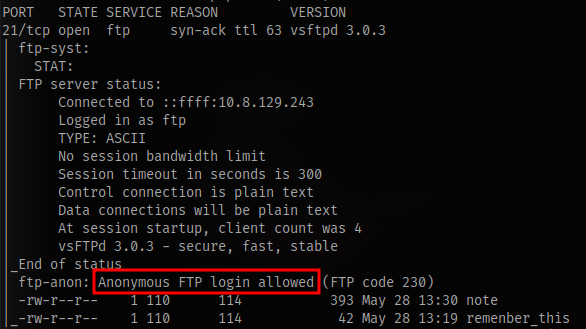 PORT   STATE SERVICE REASON         VERSION
21/tcp open  ftp     syn-ack ttl 63 vsftpd 3.0.3
| ftp-syst:
|   STAT:
| FTP server status:
|      Connected to ::ffff:10.8.129.243
|      Logged in as ftp
|      TYPE: ASCII
|      No session bandwidth limit
|      Session timeout in seconds is 300
|      Control connection is plain text
|      Data connections will be plain text
|      At session startup, client count was 4
|      vsFTPd 3.0.3 - secure, fast, stable
|_End of status
| ftp-anon: Anonymous FTP login allowed (FTP code 230)
| -rw-r--r--    1 110      114           393 May 28 13:30 note
| -rw-r--r--    1 110      114            42 May 28 13:19 remenber_this